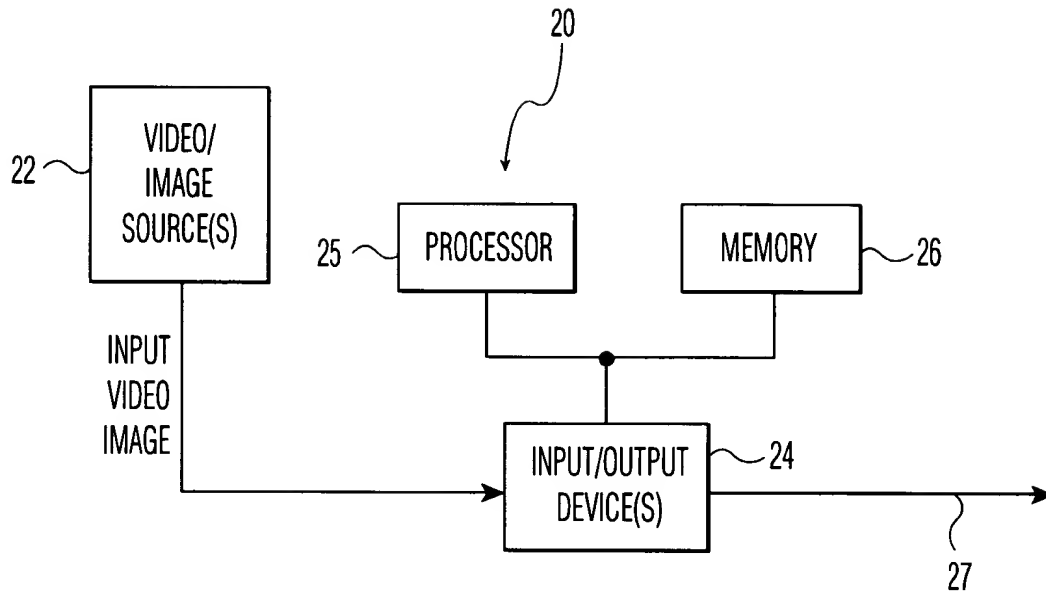 20
VIDEO/
IMAGE
SOURCE(S)
22
PROCESSOR
25
MEMORY
26
INPUT
VIDEO
IMAGE
INPUT/OUTPUT
DEVICE(S)
24
27